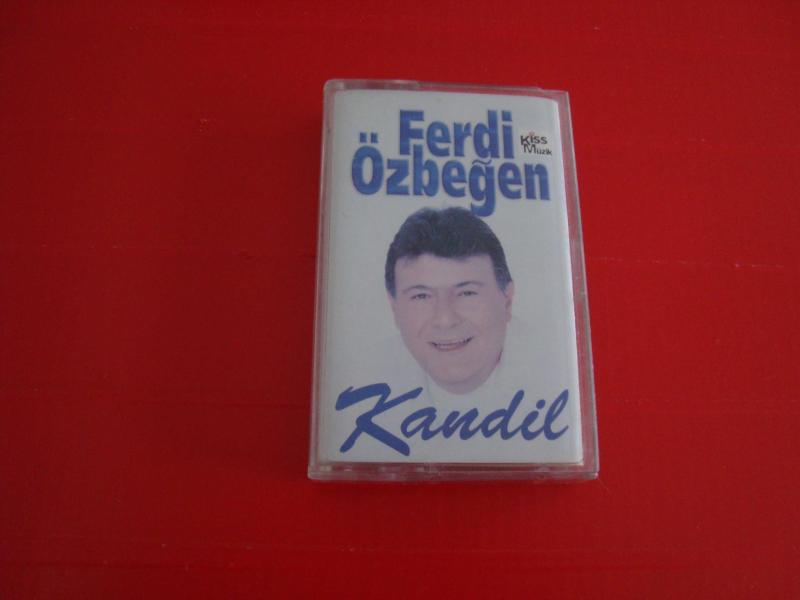 Ferdi
Özbeğen
Kiss
Müzik
Kandil